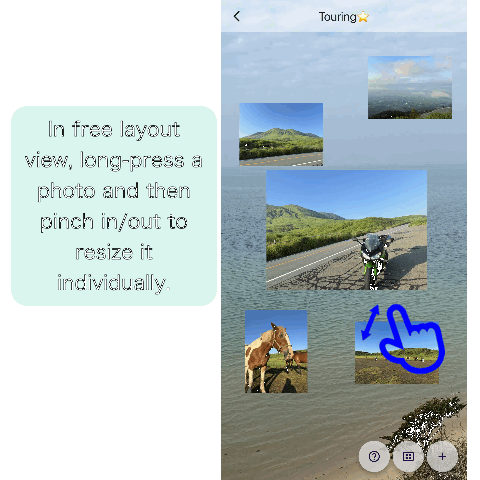 In free layout
view, long-press a
photo and then
pinch in/out to
resize it
individually.
Touring⭐